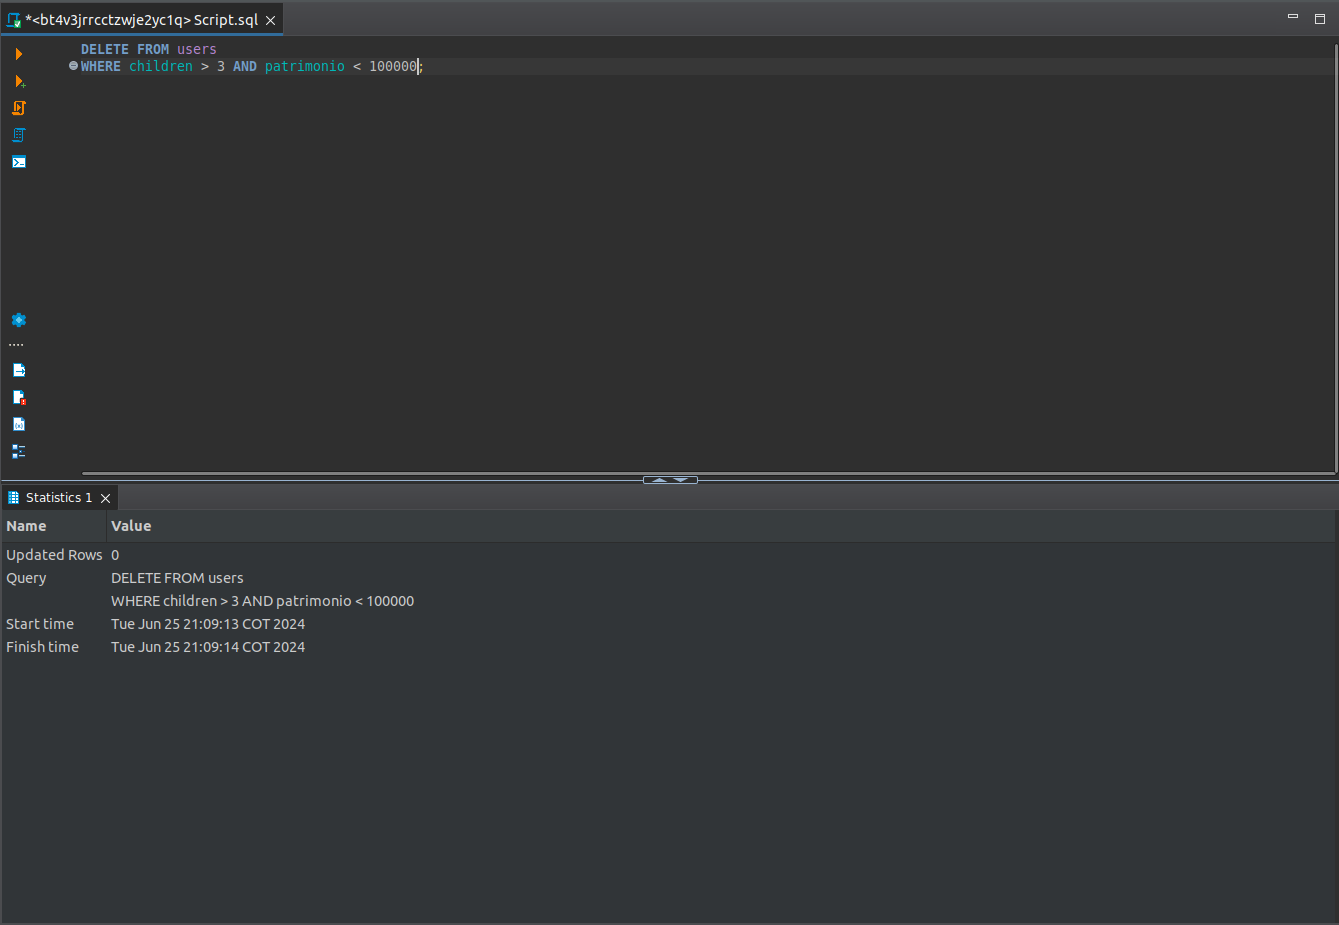 *<bt4v3jrrcctzwje2yc1q> Script.sql
DELETE FROM users
WHERE children > 3 AND patrimonio < 100000;
Statistics 1
Name Value
Updated Rows 0
Query DELETE FROM users
WHERE children > 3 AND patrimonio < 100000
Start time Tue Jun 25 21:09:13 COT 2024
Finish time Tue Jun 25 21:09:14 COT 2024